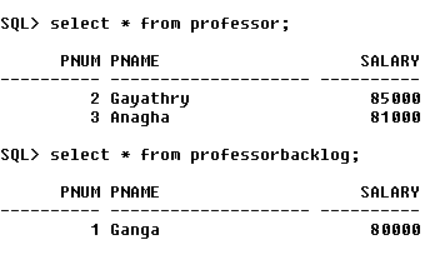 SQL> select * from professor;
PNUM PNAME SALARY
---------- -------------------- ----------
2 Gayathry 85000
3 Anagha 81000
SQL> select * from professorbacklog;
PNUM PNAME SALARY
---------- -------------------- ----------
1 Ganga 80000